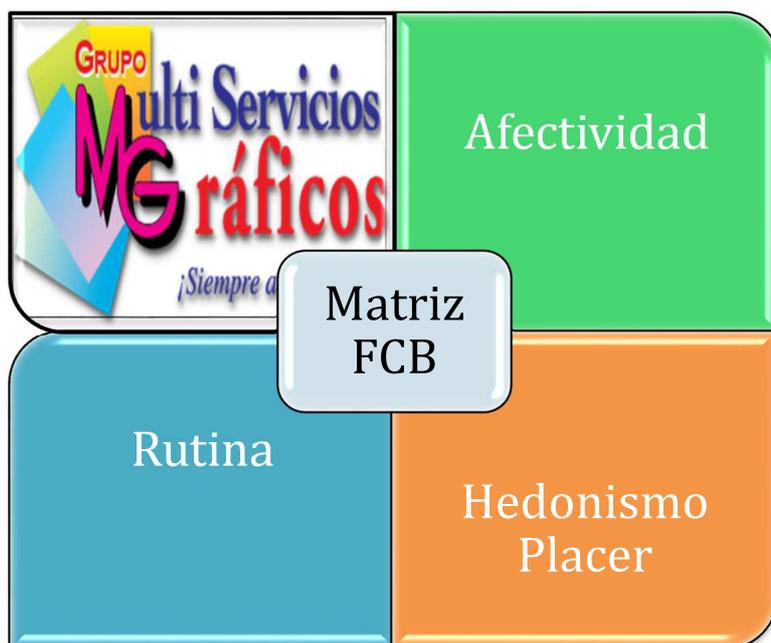 GRUPO
Multi Servicios
Gráficos
¡Siempre a
Afectividad
Matriz
FCB
Rutina
Hedonismo
Placer